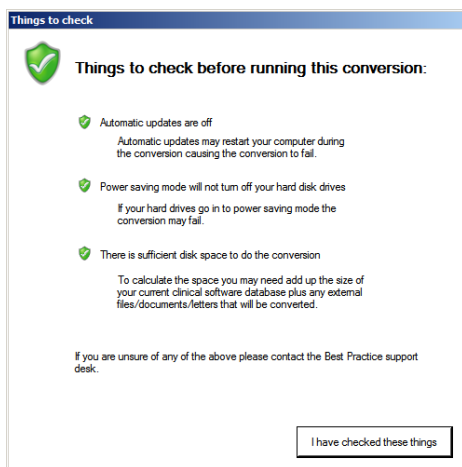 Things to check
Things to check before running this conversion:
Automatic updates are off
Automatic updates may restart your computer during
the conversion causing the conversion to fail.
Power saving mode will not turn off your hard disk drives
If your hard drives go in to power saving mode the
conversion may fail.
There is sufficient disk space to do the conversion
To calculate the space you may need add up the size of
your current clinical software database plus any external
files/documents/letters that will be converted.
If you are unsure of any of the above please contact the Best Practice support
desk.
I have checked these things